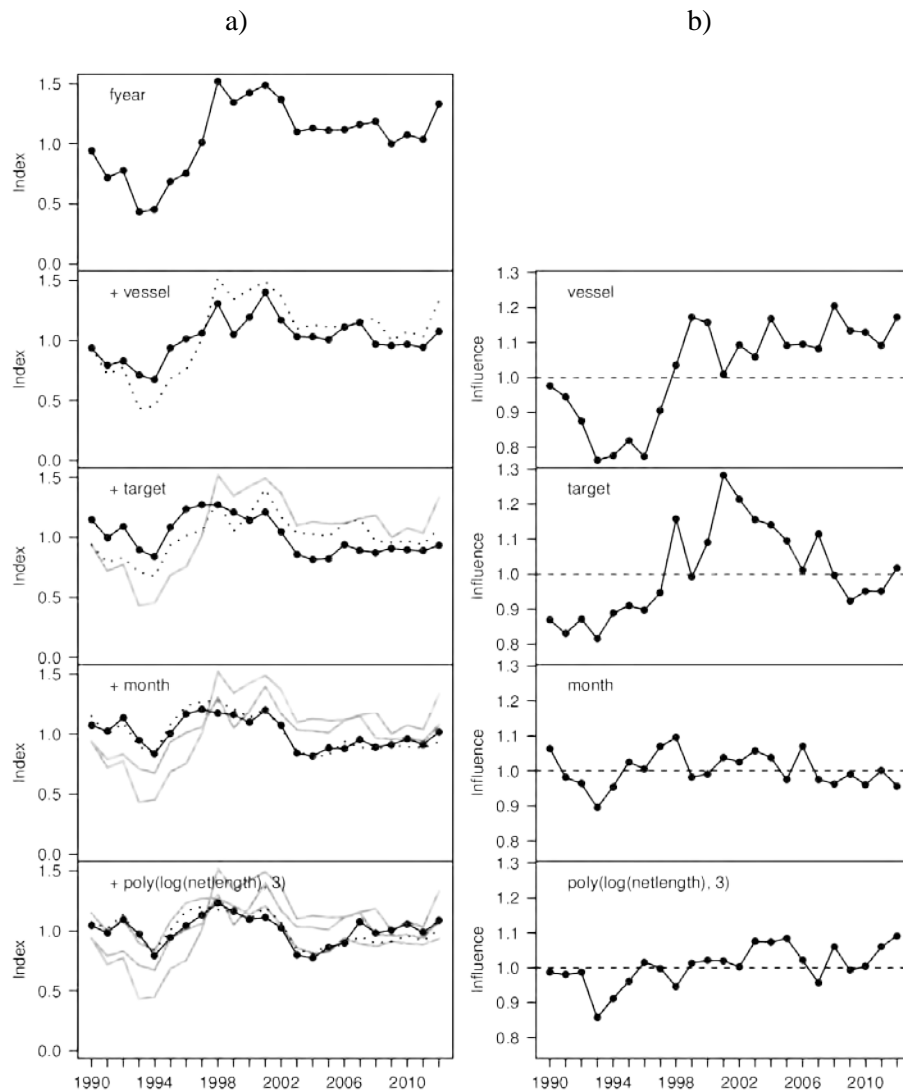 a)
b)
fyear
1.5
1.0
0.5
0.0
Index
+ vessel
1.5
1.0
0.5
0.0
Index
vessel
1.3
1.2
1.1
1.0
0.9
0.8
Influence
+ target
1.5
1.0
0.5
0.0
Index
target
1.3
1.2
1.1
1.0
0.9
0.8
Influence
+ month
1.5
1.0
0.5
0.0
Index
month
1.3
1.2
1.1
1.0
0.9
0.8
Influence
+ poly(log(netlength), 3)
1.5
1.0
0.5
0.0
Index
poly(log(netlength), 3)
1.3
1.2
1.1
1.0
0.9
0.8
Influence
1990 1994 1998 2002 2006 2010
1990 1994 1998 2002 2006 2010